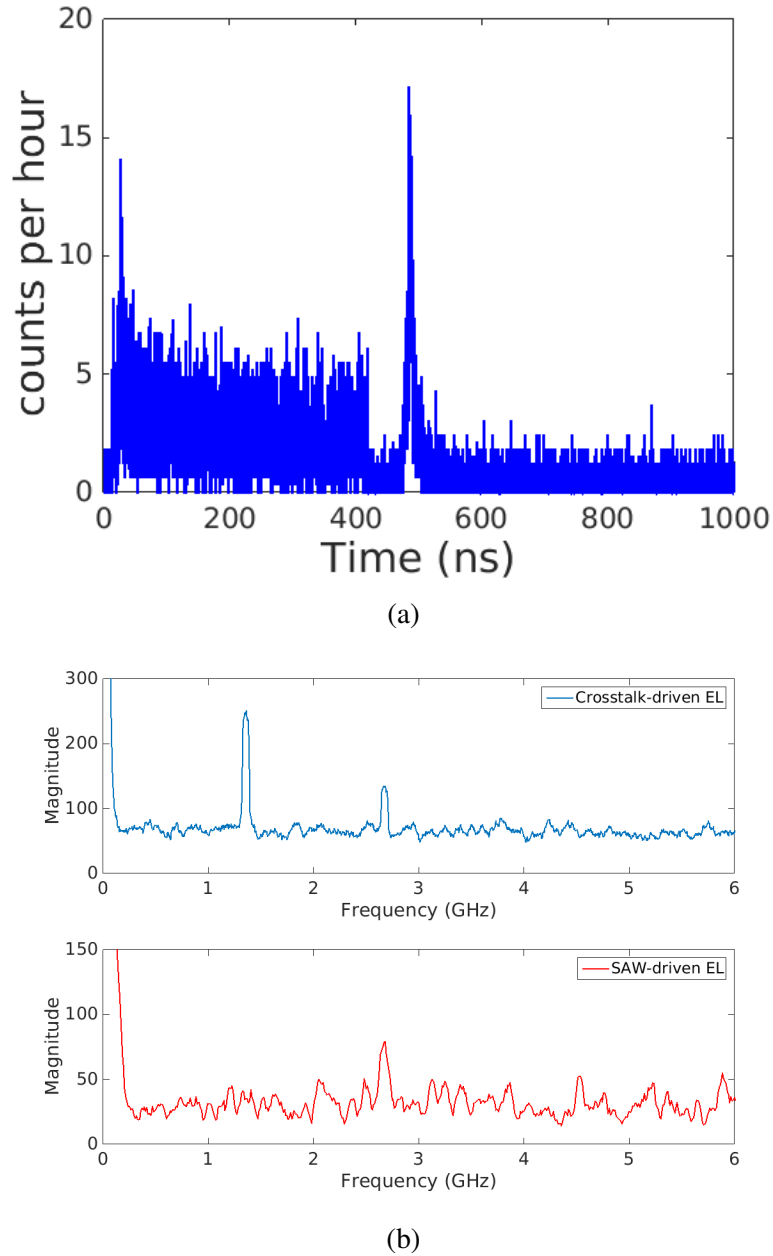 20
15
10
5
0
counts per hour
0 200 400 600 800 1000
Time (ns)
(a)
300
200
100
0
Magnitude
Crosstalk-driven EL
0 1 2 3 4 5 6
Frequency (GHz)
150
100
50
0
Magnitude
SAW-driven EL
0 1 2 3 4 5 6
Frequency (GHz)
(b)